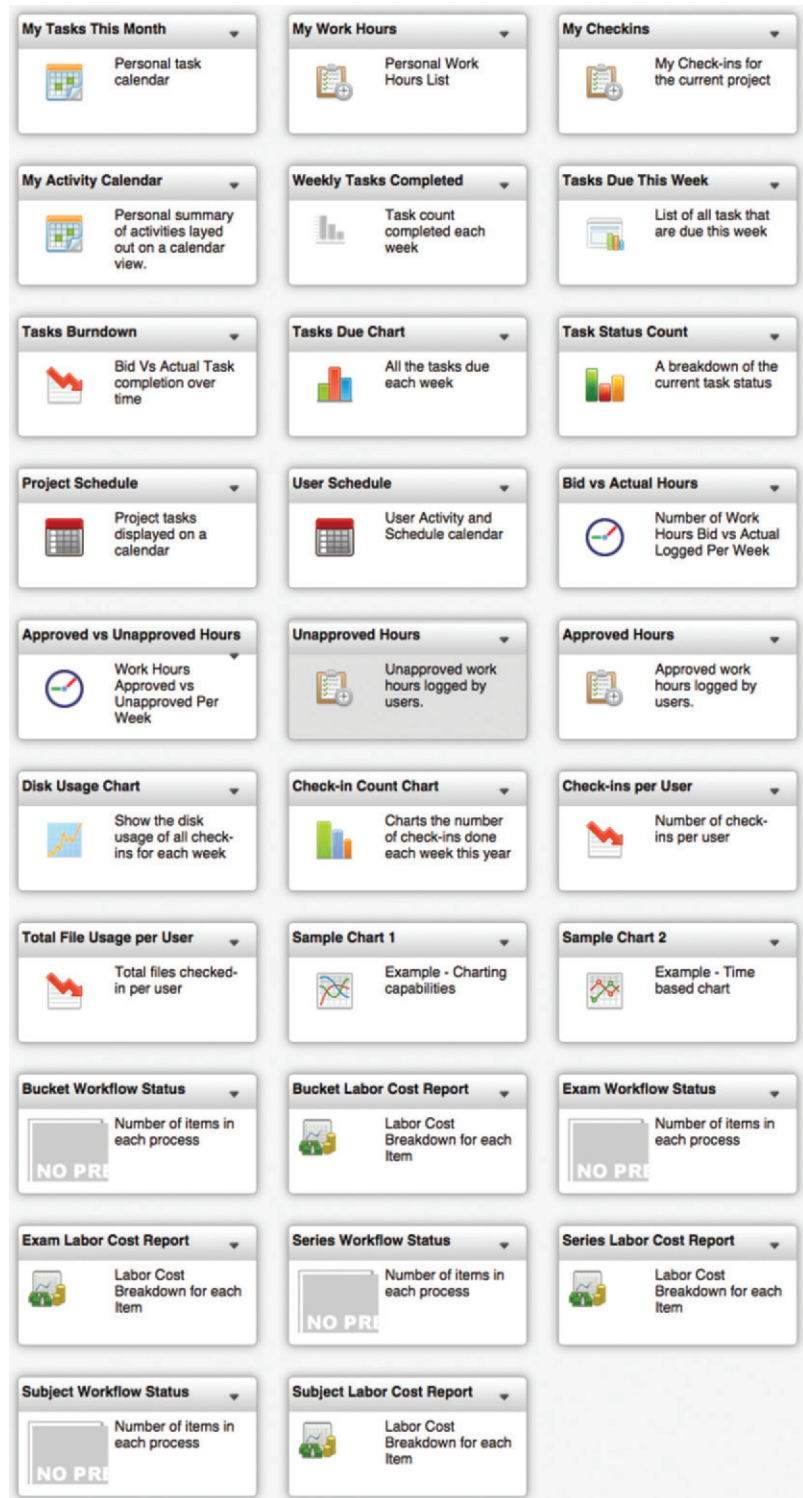 My Tasks This Month
Personal task
calendar
My Work Hours
Personal Work
Hours List
My Checkins
My Check-ins for
the current project
My Activity Calendar
Personal summary
of activities layed
out on a calendar
view.
Weekly Tasks Completed
Task count
completed each
week
Tasks Due This Week
List of all task that
are due this week
Tasks Burndown
Bid Vs Actual Task
completion over
time
Tasks Due Chart
All the tasks due
each week
Task Status Count
A breakdown of the
current task status
Project Schedule
Project tasks
displayed on a
calendar
User Schedule
User Activity and
Schedule calendar
Bid vs Actual Hours
Number of Work
Hours Bid vs Actual
Logged Per Week
Approved vs Unapproved Hours
Work Hours
Approved vs
Unapproved Per
Week
Unapproved Hours
Unapproved work
hours logged by
users.
Approved Hours
Approved work
hours logged by
users.
Disk Usage Chart
Show the disk
usage of all check-
ins for each week
Check-in Count Chart
Charts the number
of check-ins done
each week this year
Check-ins per User
Number of check-
ins per user
Total File Usage per User
Total files checked-
in per user
Sample Chart 1
Example - Charting
capabilities
Sample Chart 2
Example - Time
based chart
Bucket Workflow Status
Number of items in
each process
NO PRE
Bucket Labor Cost Report
Labor Cost
Breakdown for each
Item
Exam Workflow Status
Number of items in
each process
NO PRE
Exam Labor Cost Report
Labor Cost
Breakdown for each
Item
Series Workflow Status
Number of items in
each process
NO PRE
Series Labor Cost Report
Labor Cost
Breakdown for each
Item
Subject Workflow Status
Number of items in
each process
NO PRE
Subject Labor Cost Report
Labor Cost
Breakdown for each
Item